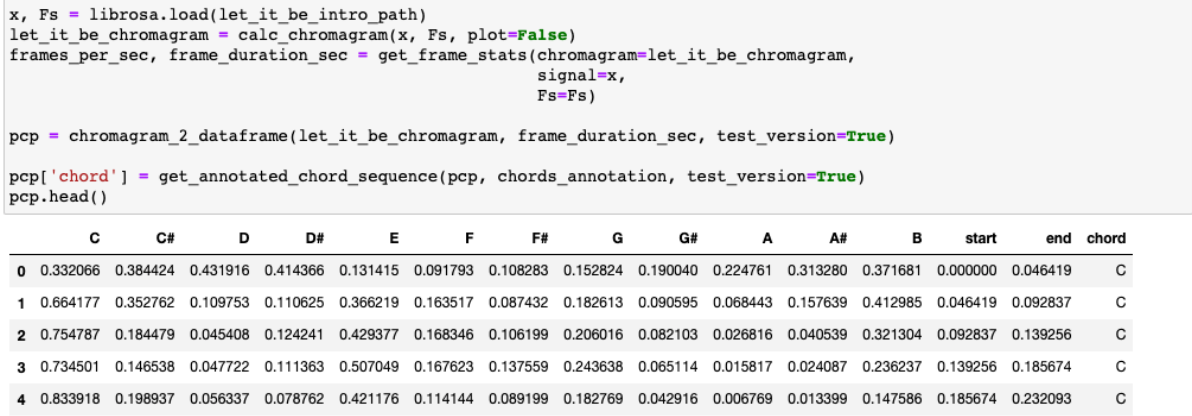 x, Fs = librosa.load(let_it_be_intro_path)
let_it_be_chromagram = calc_chromagram(x, Fs, plot=False)
frames_per_sec, frame_duration_sec = get_frame_stats(chromagram=let_it_be_chromagram,
signal=x,
Fs=Fs)
pcp = chromagram_2_dataframe(let_it_be_chromagram, frame_duration_sec, test_version=True)
pcp['chord'] = get_annotated_chord_sequence(pcp, chords_annotation, test_version=True)
pcp.head()
C C# D D# E F F# G G# A A# B start end chord
0 0.332066 0.384424 0.431916 0.414366 0.131415 0.091793 0.108283 0.152824 0.190040 0.224761 0.313280 0.371681 0.000000 0.046419 C
1 0.664177 0.352762 0.109753 0.110625 0.366219 0.163517 0.087432 0.182613 0.090595 0.068443 0.157639 0.412985 0.046419 0.092837 C
2 0.754787 0.184479 0.045408 0.124241 0.429377 0.168346 0.106199 0.206016 0.082103 0.026816 0.040539 0.321304 0.092837 0.139256 C
3 0.734501 0.146538 0.047722 0.111363 0.507049 0.167623 0.137559 0.243638 0.065114 0.015817 0.024087 0.236237 0.139256 0.185674 C
4 0.833918 0.198937 0.056337 0.078762 0.421176 0.114144 0.089199 0.182769 0.042916 0.006769 0.013399 0.147586 0.185674 0.232093 C